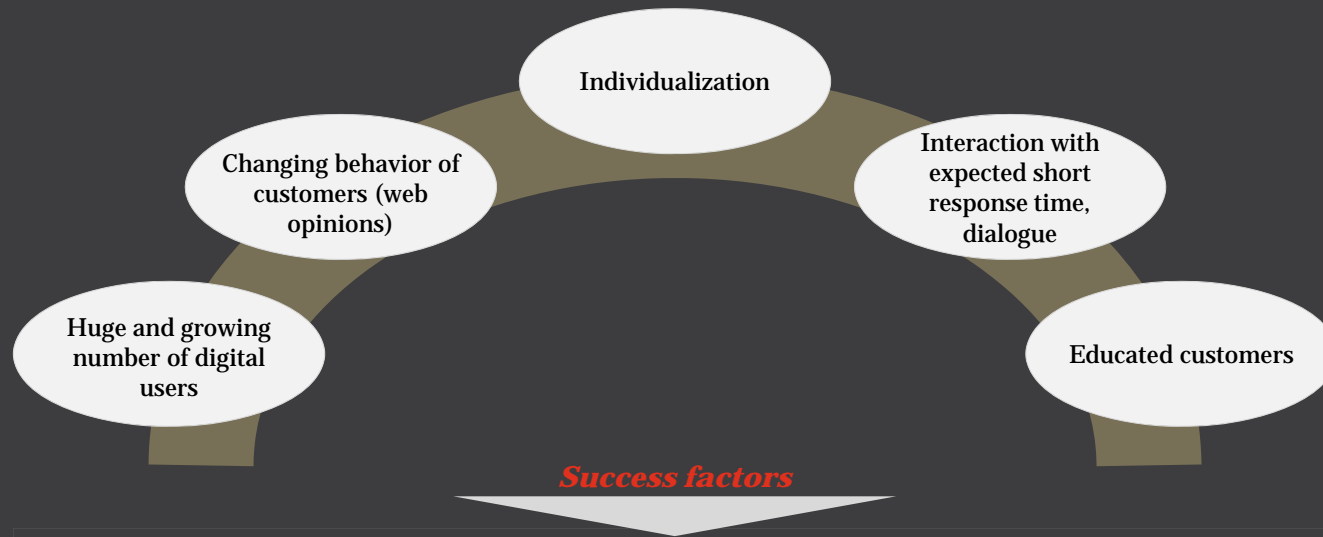 Individualization
Changing behavior of
customers (web
opinions)
Interaction with
expected short
response time,
dialogue
Huge and growing
number of digital
users
Educated customers
Success factors